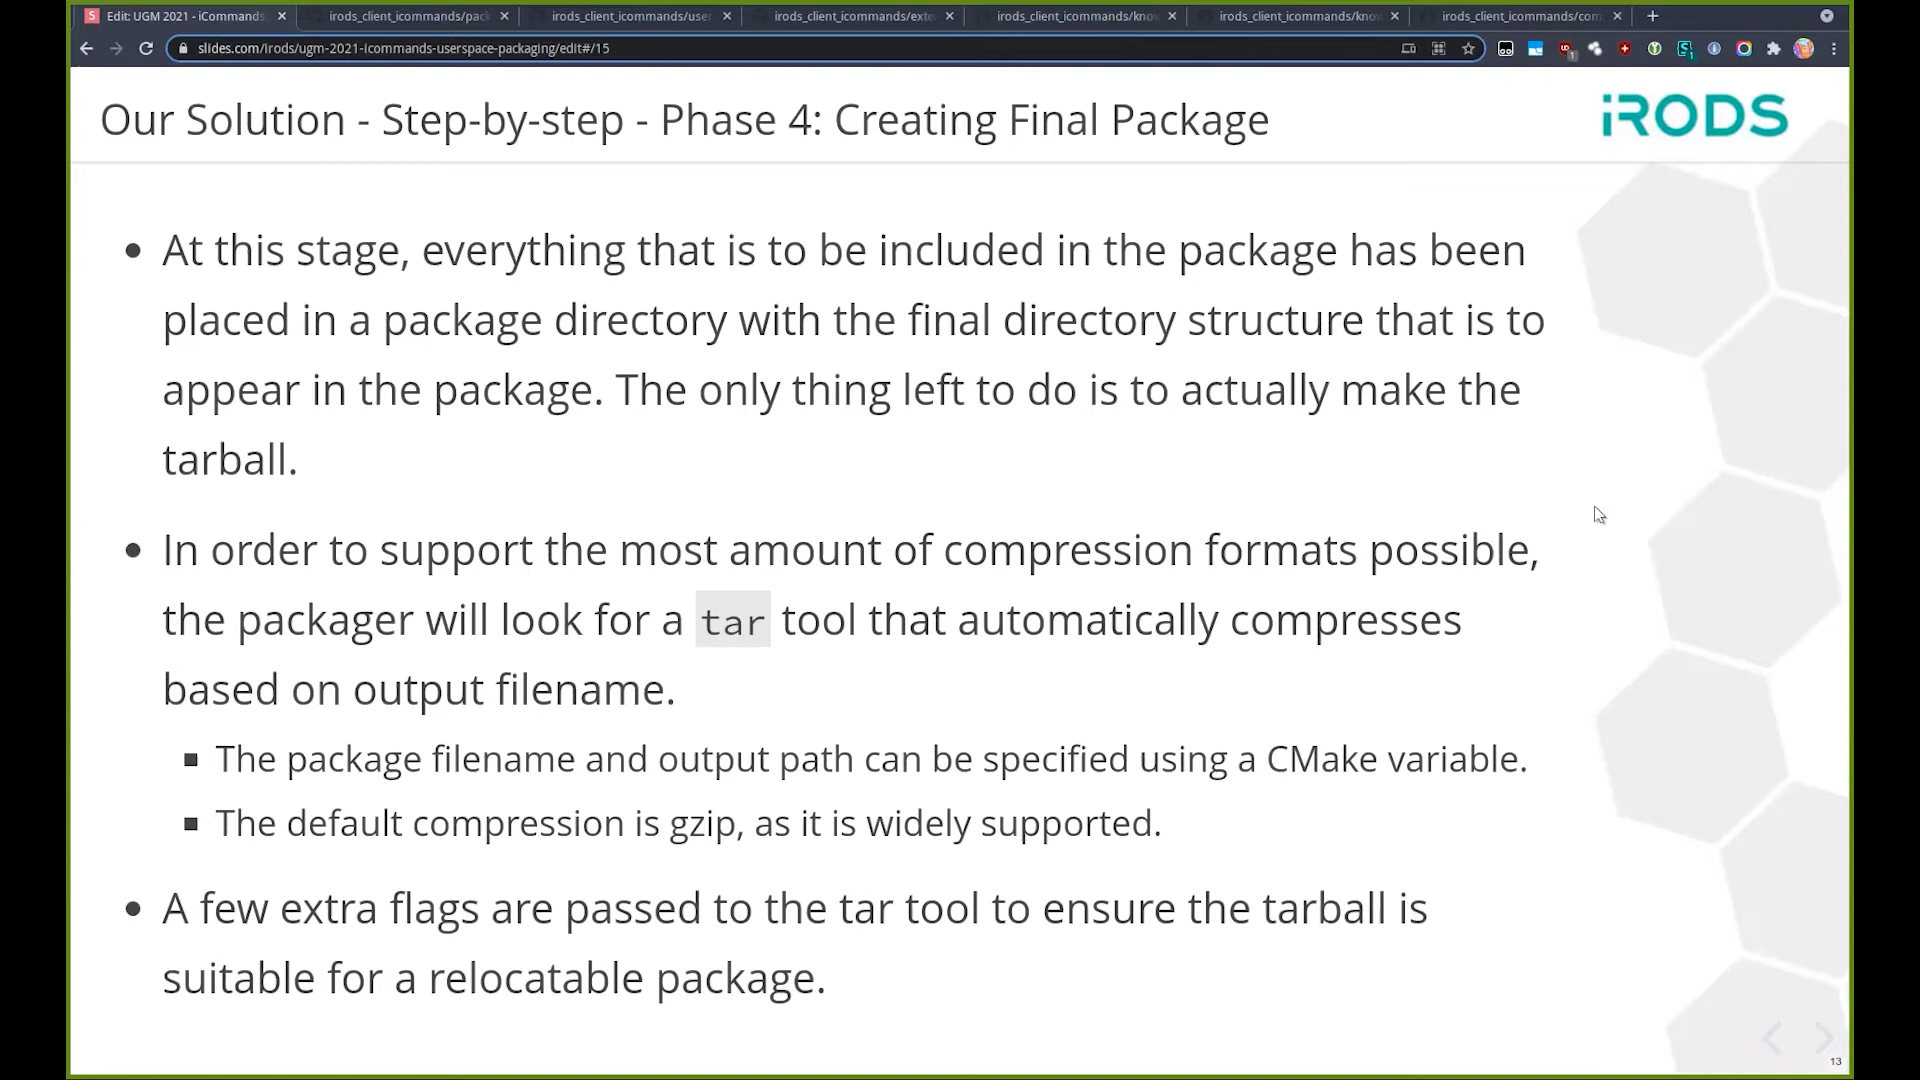 Edit: UGM 2021 - iCommands
irods_client_icommands/pack
irods_client_icommands/user
irods_client_icommands/exte
irods_client_icommands/kno
irods_client_icommands/kno
irods_client_icommands/com
slides.com/irods/ugm-2021-icommands-userspace-packaging/edit#/15
Our Solution - Step-by-step - Phase 4: Creating Final Package
iRODS
• At this stage, everything that is to be included in the package has been
placed in a package directory with the final directory structure that is to
appear in the package. The only thing left to do is to actually make the
tarball.
• In order to support the most amount of compression formats possible,
the packager will look for a tar tool that automatically compresses
based on output filename.
▪ The package filename and output path can be specified using a CMake variable.
▪ The default compression is gzip, as it is widely supported.
• A few extra flags are passed to the tar tool to ensure the tarball is
suitable for a relocatable package.
13